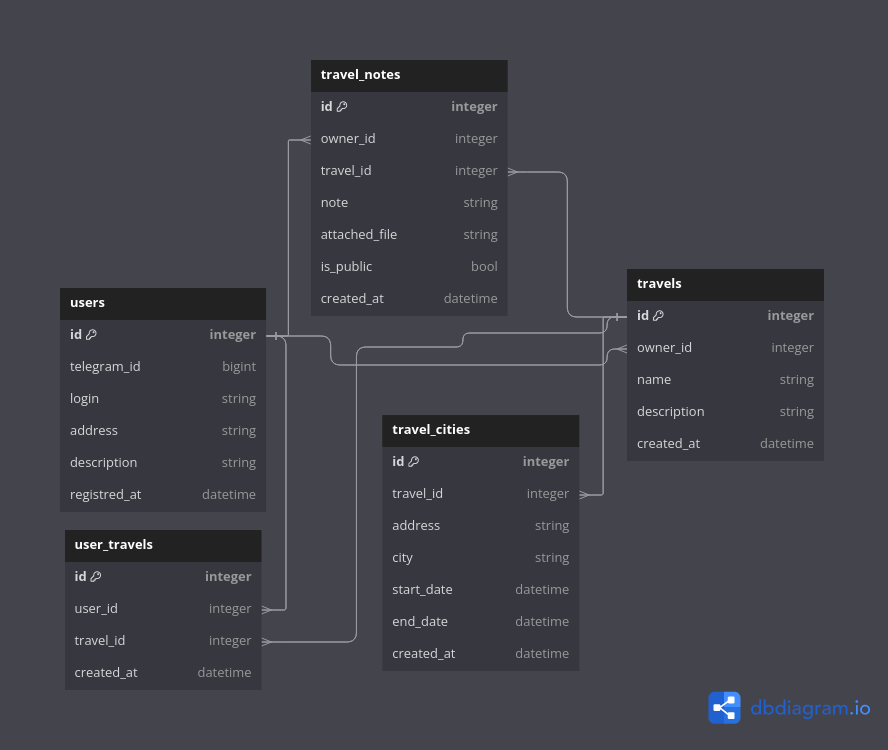 travel_notes
id integer
owner_id integer
travel_id integer
note string
attached_file string
is_public bool
created_at datetime
users
id integer
telegram_id bigint
login string
address string
description string
registred_at datetime
travels
id integer
owner_id integer
name string
description string
created_at datetime
travel_cities
id integer
travel_id integer
address string
city string
start_date datetime
end_date datetime
created_at datetime
user_travels
id integer
user_id integer
travel_id integer
created_at datetime
dbdiagram.io